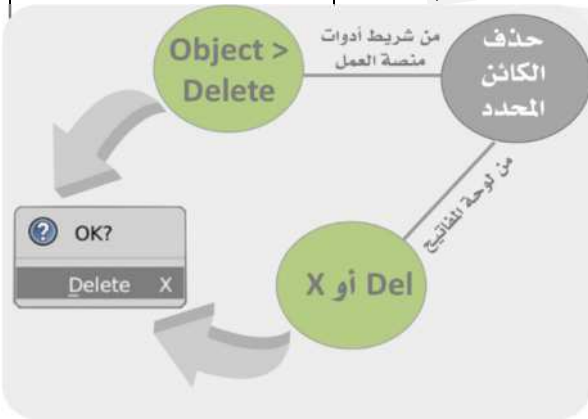 حذف
الكائن
المحدد
من شريط أدوات
منصة العمل
Object >
Delete
من لوحة المفاتيح
Del أو X
OK?
Delete X